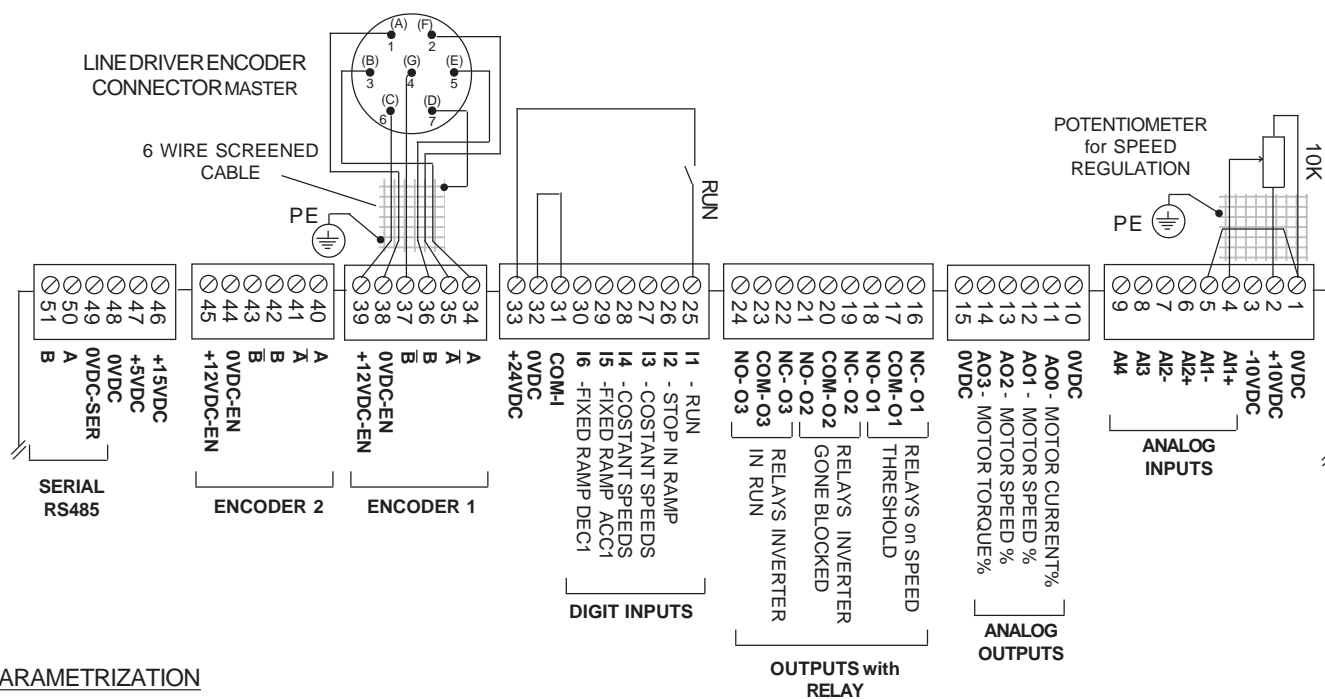 LINE DRIVER ENCODER
CONNECTOR MASTER
(A)
1
(F)
2
(B)
3
(G)
4
(E)
5
(C)
6
(D)
7
6 WIRE SCREENED
CABLE
PE
RUN
POTENTIOMETER
for SPEED
REGULATION
10K
PE
51
50
49
48
47
46
45
44
43
42
41
40
39
38
37
36
35
34
33
32
31
30
29
28
27
26
25
24
23
22
21
20
19
18
17
16
15
14
13
12
11
10
9
8
7
6
5
4
3
2
1
B
A
0VDC-SER
0VDC
+5VDC
+15VDC
+12VDC-EN
0VDC-EN
B̅
B
A̅
A
+12VDC-EN
0VDC-EN
B̅
B
A̅
A
+24VDC
0VDC
COM-I
I6 -FIXED RAMP DEC1
I5 -FIXED RAMP ACC1
I4 - COSTANT SPEEDS
I3 - COSTANT SPEEDS
I2 - STOP IN RAMP
I1 - RUN
NO- O3
COM- O3
NC- O3
NO- O2
COM- O2
NC- O2
NO- O1
COM- O1
NC- O1
RELAYS INVERTER
IN RUN
RELAYS INVERTER
GONE BLOCKED
RELAYS on SPEED
THRESHOLD
0VDC
AO3 - MOTOR TORQUE%
AO2 - MOTOR SPEED %
AO1 - MOTOR SPEED %
AO0 - MOTOR CURRENT%
0VDC
AI4
AI3
AI2-
AI2+
AI1-
AI1+
-10VDC
+10VDC
0VDC
SERIAL
RS485
ENCODER 2
ENCODER 1
DIGIT INPUTS
OUTPUTS with
RELAY
ANALOG
OUTPUTS
ANALOG
INPUTS
ARAMETRIZATION